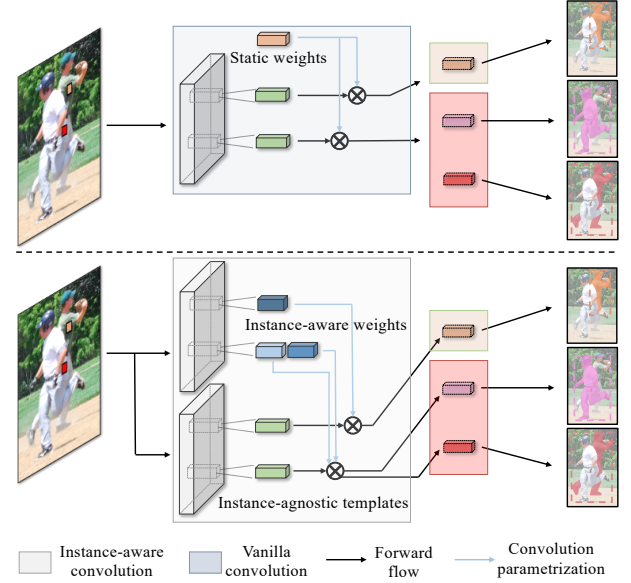 Static weights
Instance-aware weights
Instance-agnostic templates
Instance-aware
convolution
Vanilla
convolution
Forward
flow
Convolution
parametrization